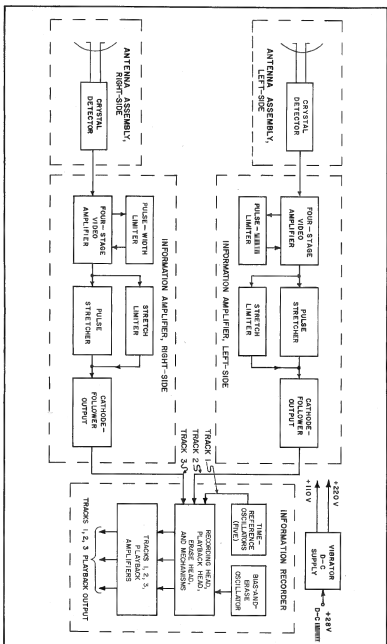 ANTENNA ASSEMBLY,
LEFT-SIDE
CRYSTAL
DETECTOR
FOUR-STAGE
VIDEO
AMPLIFIER
PULSE-
LIMITER
PULSE
STRETCHER
STRETCH
LIMITER
CATHODE-
FOLLOWER
OUTPUT
INFORMATION AMPLIFIER, LEFT-SIDE
+220V
+110V
VIBRATOR
D-C
SUPPLY
+28V
D-C
ANTENNA ASSEMBLY,
RIGHT-SIDE
CRYSTAL
DETECTOR
PULSE-WIDTH
LIMITER
FOUR-STAGE
VIDEO
AMPLIFIER
STRETCH
LIMITER
PULSE
STRETCHER
CATHODE-
FOLLOWER
OUTPUT
INFORMATION AMPLIFIER, RIGHT-SIDE
TRACK 1
TRACK 2
TRACK 3
INFORMATION RECORDER
TIME-
REFERENCE
OSCILLATORS
(FIVE)
BIAS-AND-
ERASE
OSCILLATOR
RECORDING HEAD,
PLAYBACK HEAD,
ERASE HEAD,
AND MECHANISMS
TRACKS 1, 2, 3,
PLAYBACK
AMPLIFIERS
TRACKS 1, 2, 3 PLAYBACK OUTPUT